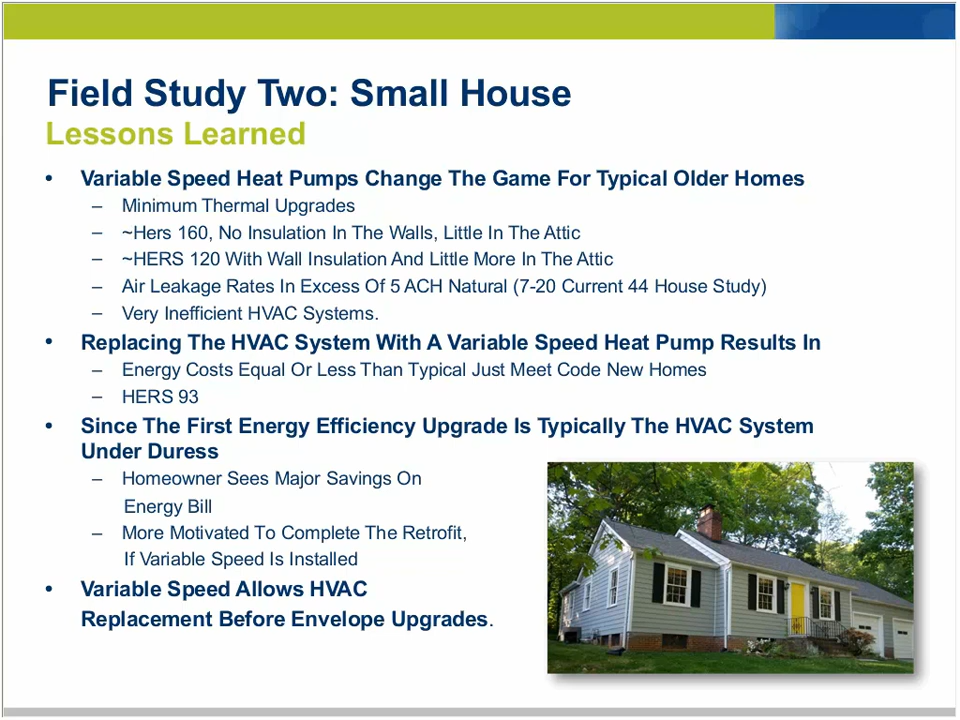 Field Study Two: Small House
Lessons Learned
• Variable Speed Heat Pumps Change The Game For Typical Older Homes
– Minimum Thermal Upgrades
– ~Hers 160, No Insulation In The Walls, Little In The Attic
– ~HERS 120 With Wall Insulation And Little More In The Attic
– Air Leakage Rates In Excess Of 5 ACH Natural (7-20 Current 44 House Study)
– Very Inefficient HVAC Systems.
• Replacing The HVAC System With A Variable Speed Heat Pump Results In
– Energy Costs Equal Or Less Than Typical Just Meet Code New Homes
– HERS 93
• Since The First Energy Efficiency Upgrade Is Typically The HVAC System
Under Duress
– Homeowner Sees Major Savings On
Energy Bill
– More Motivated To Complete The Retrofit,
If Variable Speed Is Installed
• Variable Speed Allows HVAC
Replacement Before Envelope Upgrades.